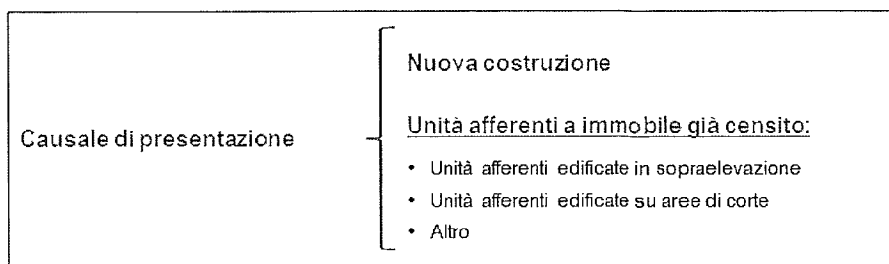 Nuova costruzione
Causale di presentazione
Unità afferenti a immobile già censito:
• Unità afferenti edificate in sopraelevazione
• Unità afferenti edificate su aree di corte
• Altro